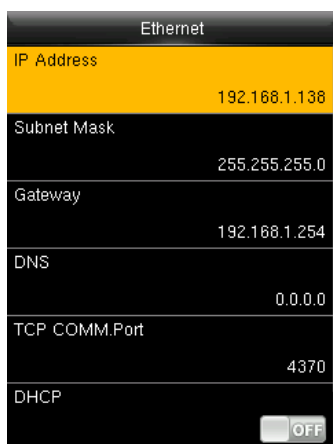 Ethernet
IP Address
192.168.1.138
Subnet Mask
255.255.255.0
Gateway
192.168.1.254
DNS
0.0.0.0
TCP COMM.Port
4370
DHCP
OFF